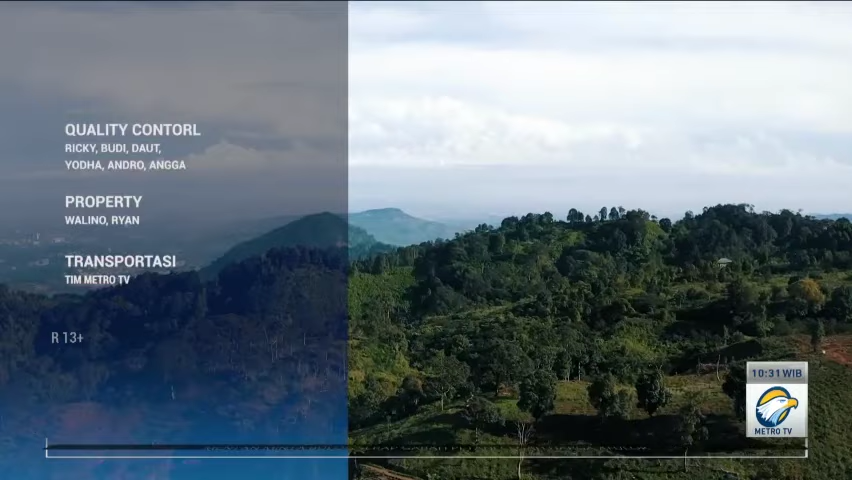 QUALITY CONTORL
RICKY, BUDI, DAUT,
YODHA, ANDRO, ANGGA
PROPERTY
WALINO, RYAN
TRANSPORTASI
TIM METRO TV
R 13+
10:31 WIB
METRO TV